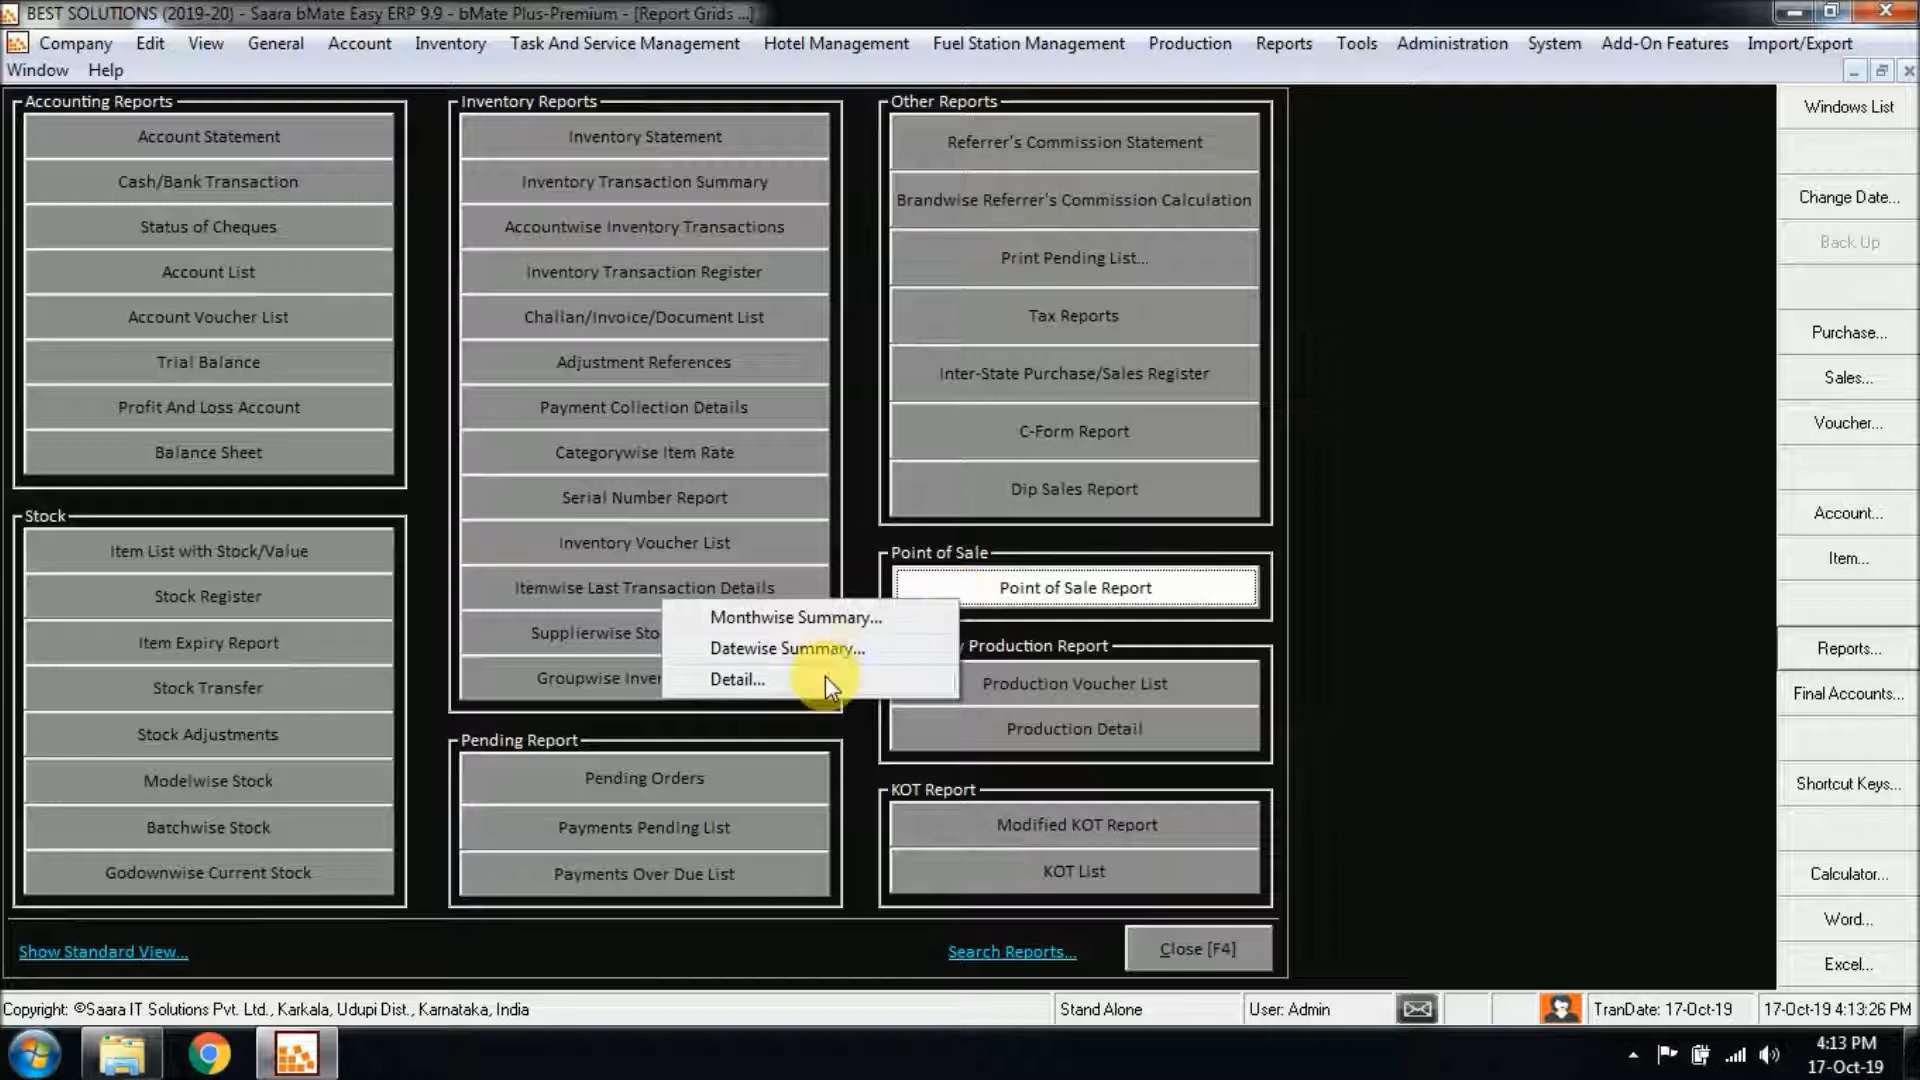 BEST SOLUTIONS (2019-20) - Saara bMate Easy ERP 9.9 - bMate Plus-Premium - [Report Grids ...]
Company Edit View General Account Inventory Task And Service Management Hotel Management Fuel Station Management Production Reports Tools Administration System Add-On Features Import/Export
Window Help
Accounting Reports
Account Statement
Cash/Bank Transaction
Status of Cheques
Account List
Account Voucher List
Trial Balance
Profit And Loss Account
Balance Sheet
Stock
Item List with Stock/Value
Stock Register
Item Expiry Report
Stock Transfer
Stock Adjustments
Modelwise Stock
Batchwise Stock
Godownwise Current Stock
Inventory Reports
Inventory Statement
Inventory Transaction Summary
Accountwise Inventory Transactions
Inventory Transaction Register
Challan/Invoice/Document List
Adjustment References
Payment Collection Details
Categorywise Item Rate
Serial Number Report
Inventory Voucher List
Itemwise Last Transaction Details
Supplierwise Sto
Groupwise Inver
Monthwise Summary...
Datewise Summary...
Detail...
Pending Report
Pending Orders
Payments Pending List
Payments Over Due List
Other Reports
Referrer's Commission Statement
Brandwise Referrer's Commission Calculation
Print Pending List...
Tax Reports
Inter-State Purchase/Sales Register
C-Form Report
Dip Sales Report
Point of Sale
Point of Sale Report
y Production Report
Production Voucher List
Production Detail
KOT Report
Modified KOT Report
KOT List
Show Standard View...
Search Reports...
Close [F4]
Windows List
Change Date...
Back Up
Purchase...
Sales...
Voucher...
Account...
Item...
Reports...
Final Accounts...
Shortcut Keys...
Calculator...
Word...
Excel...
Copyright: ©Saara IT Solutions Pvt. Ltd., Karkala, Udupi Dist., Karnataka, India
Stand Alone
User: Admin
TranDate: 17-Oct-19
17-Oct-19 4:13:26 PM
4:13 PM
17-Oct-19